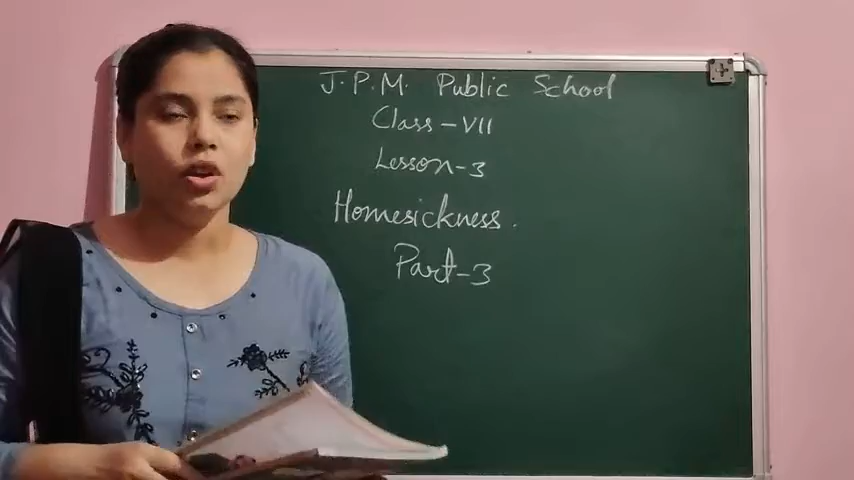 J.P.M. Public School
Class-VII
Lesson-3
Homesickness.
Part-3